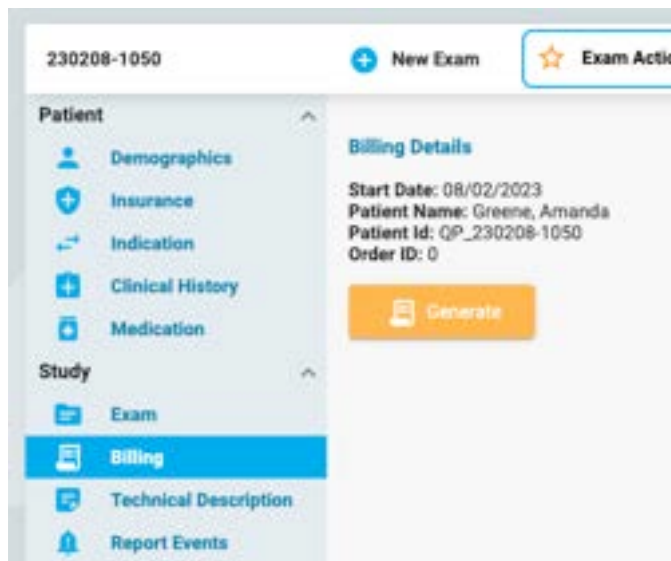 230208-1050
New Exam
Exam Actio
Patient
Demographics
Insurance
Indication
Clinical History
Medication
Study
Exam
Billing
Technical Description
Report Events
Billing Details
Start Date: 08/02/2023
Patient Name: Greene, Amanda
Patient Id: QP_230208-1050
Order ID: 0
Generate